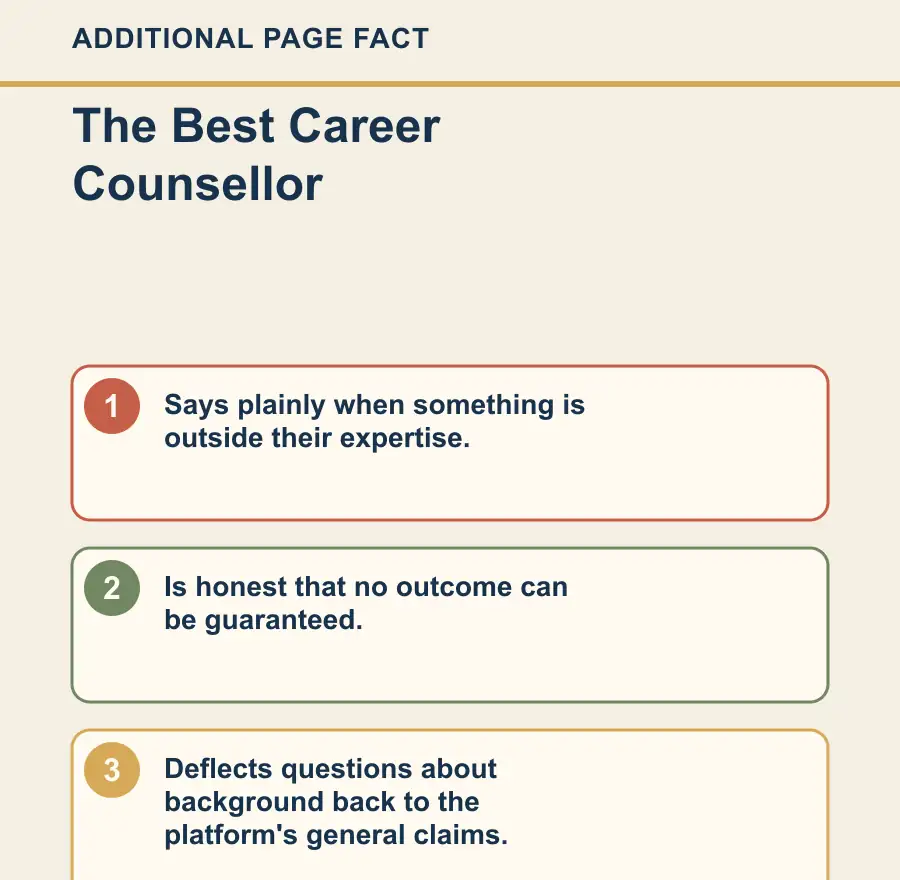 ADDITIONAL PAGE FACT
The Best Career
Counsellor
1
Says plainly when something is
outside their expertise.
2
Is honest that no outcome can
be guaranteed.
3
Deflects questions about
background back to the
platform's general claims.